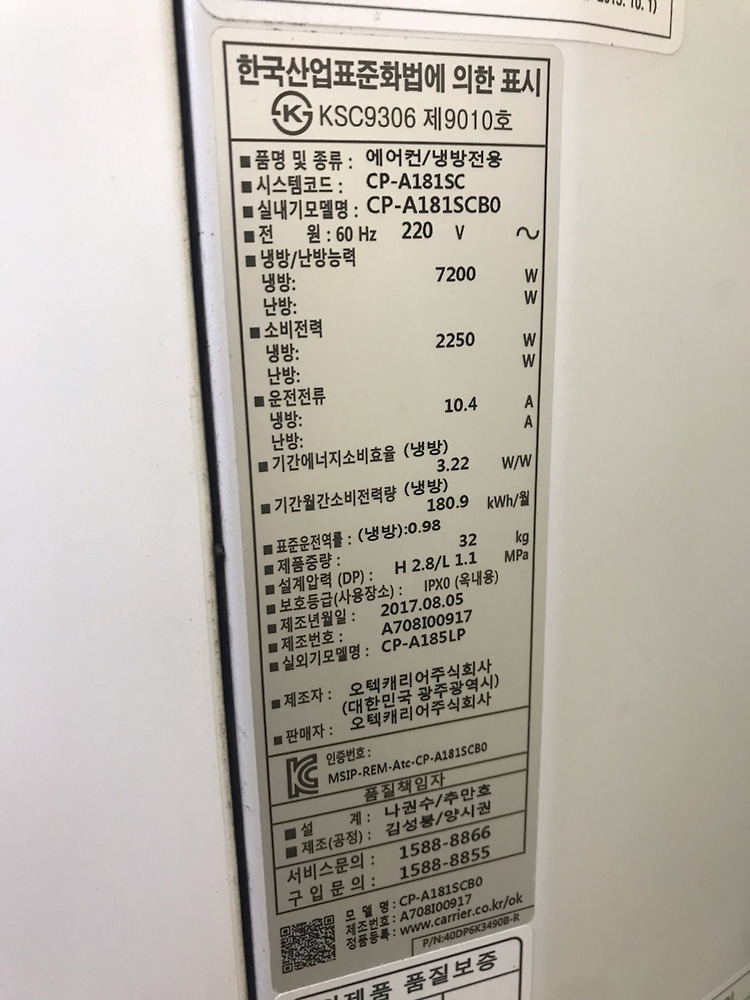 한국산업표준화법에 의한 표시
KSC9306 제9010호
■품명 및 종류 : 에어컨/냉방전용
■시스템코드 : CP-A181SC
■실내기모델명 : CP-A181SCB0
■전 원 : 60 Hz 220 V ~
■냉방/난방능력
냉방: 7200 W
난방: W
■소비전력
냉방: 2250 W
난방: W
■운전전류
냉방: 10.4 A
난방: A
■기간에너지소비효율 (냉방)
3.22 W/W
■기간월간소비전력량 (냉방)
180.9 kWh/월
■표준운전역률 : (냉방):0.98
■제품중량 : 32 kg
■설계압력 (DP) : H 2.8/L 1.1 MPa
■보호등급(사용장소) : IPX0 (옥내용)
■제조년월일 : 2017.08.05
■제조번호 : A708I00917
■실외기모델명 : CP-A185LP
■제조자 : 오텍캐리어주식회사
(대한민국 광주광역시)
■판매자 : 오텍캐리어주식회사
인증번호 :
MSIP-REM-Atc-CP-A181SCB0
품질책임자
■설 계 : 나권수/추만호
■제조(공정) : 김성봉/양시권
서비스문의 : 1588-8866
구입문의 : 1588-8855
모델명 : CP-A181SCB0
제조번호 : A708I00917
정품등록 : www.carrier.co.kr/ok
P/N:40DP6K3490B-R
제품 품질보증